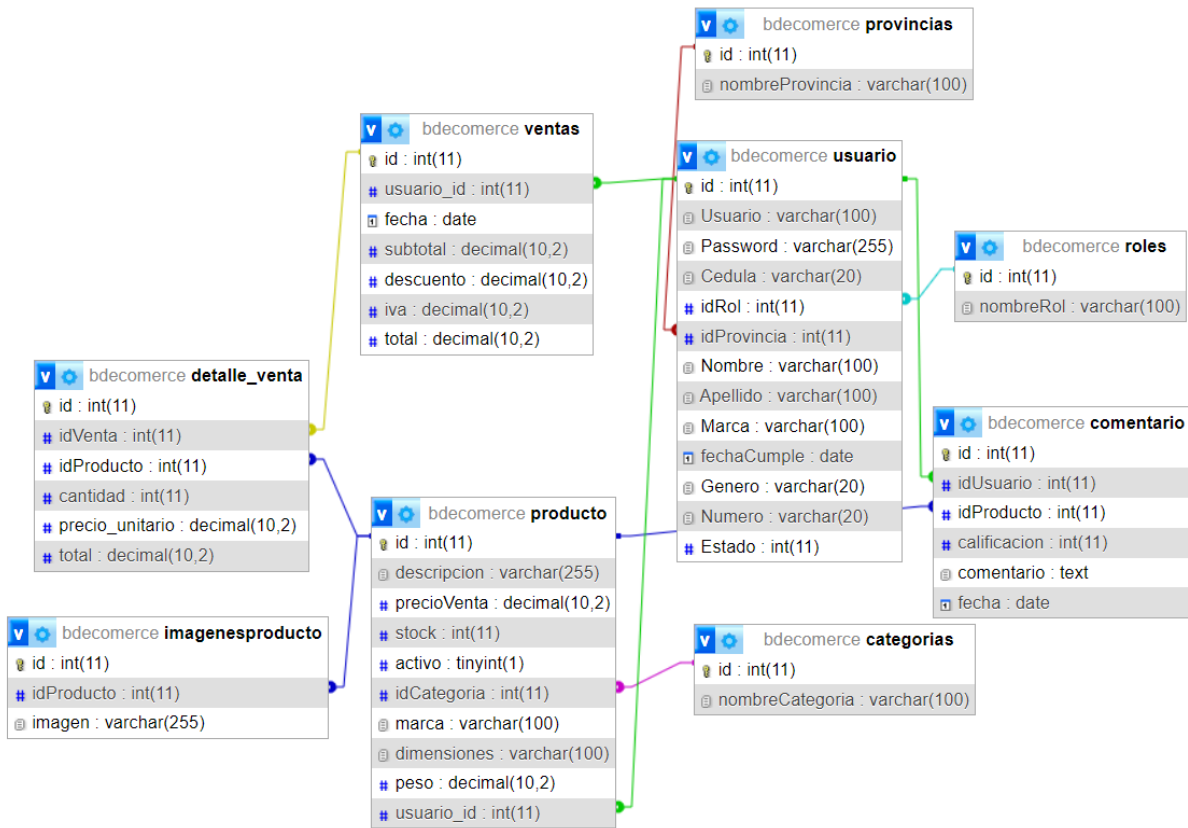 bdecomerce provincias
id : int(11)
nombreProvincia : varchar(100)
bdecomerce ventas
id : int(11)
usuario_id : int(11)
fecha : date
subtotal : decimal(10,2)
descuento : decimal(10,2)
iva : decimal(10,2)
total : decimal(10,2)
bdecomerce usuario
id : int(11)
Usuario : varchar(100)
Password : varchar(255)
Cedula : varchar(20)
idRol : int(11)
idProvincia : int(11)
Nombre : varchar(100)
Apellido : varchar(100)
Marca : varchar(100)
fechaCumple : date
Genero : varchar(20)
Numero : varchar(20)
Estado : int(11)
bdecomerce roles
id : int(11)
nombreRol : varchar(100)
bdecomerce detalle_venta
id : int(11)
idVenta : int(11)
idProducto : int(11)
cantidad : int(11)
precio_unitario : decimal(10,2)
total : decimal(10,2)
bdecomerce comentario
id : int(11)
idUsuario : int(11)
idProducto : int(11)
calificacion : int(11)
comentario : text
fecha : date
bdecomerce producto
id : int(11)
descripcion : varchar(255)
precioVenta : decimal(10,2)
stock : int(11)
activo : tinyint(1)
idCategoria : int(11)
marca : varchar(100)
dimensiones : varchar(100)
peso : decimal(10,2)
usuario_id : int(11)
bdecomerce imagenesproducto
id : int(11)
idProducto : int(11)
imagen : varchar(255)
bdecomerce categorias
id : int(11)
nombreCategoria : varchar(100)